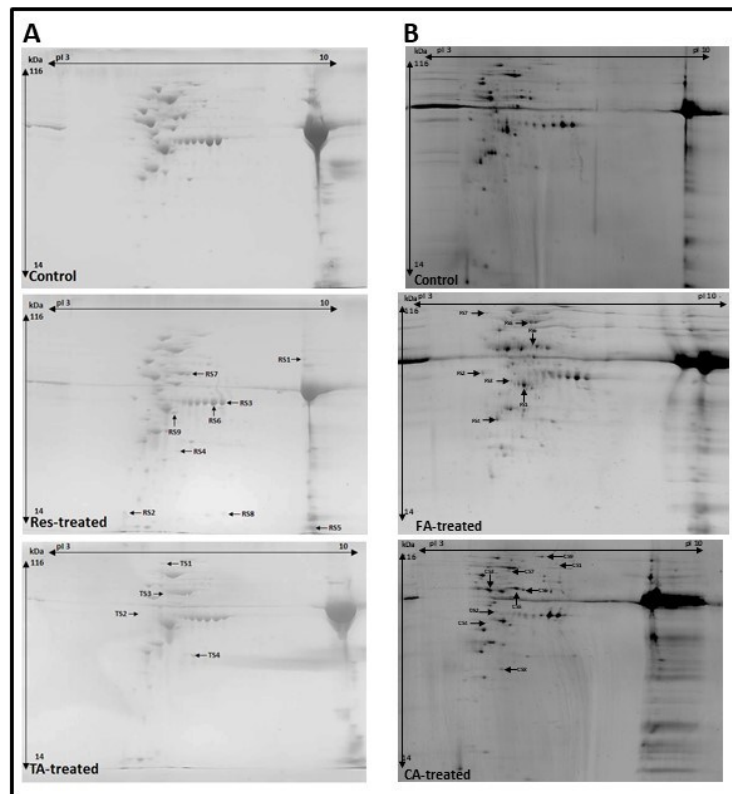 A
kDa pI 3 10
116
14
Control
kDa pI 3 10
116
RS1
RS7
RS3
RS6
RS9
RS4
RS2 RS8
14
RS5
Res-treated
kDa pI 3 10
116
TS1
TS3
TS2
TS4
14
TA-treated
B
kDa pI 3 pI 10
116
14
Control
kDa pI 3 pI 10
116
14
FA-treated
kDa pI 3 pI 10
116
CS7
14
CA-treated